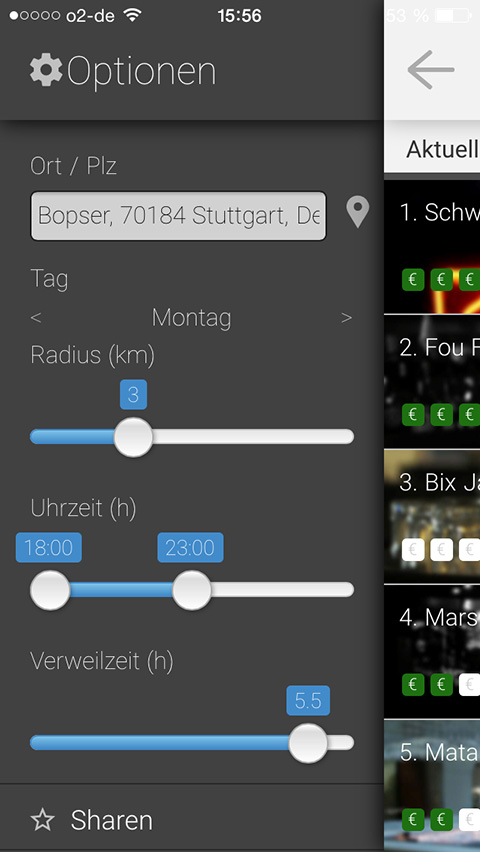 o2-de 15:56 53 %
Optionen
Ort / Plz
Bopser, 70184 Stuttgart, De
Tag
< Montag >
Radius (km)
3
Uhrzeit (h)
18:00 23:00
Verweilzeit (h)
5.5
Sharen
Aktuell
1. Schw
€ € €
2. Fou F
€ € €
3. Bix Ja
€ € €
4. Mars
€ € €
5. Mata
€ € €